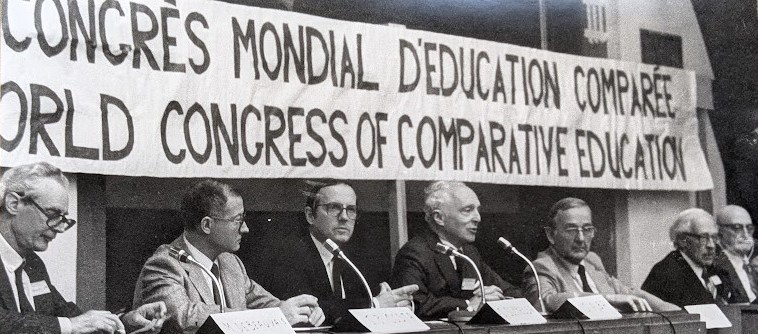 CONGRÈS MONDIAL D'EDUCATION COMPARÉE
ORLD CONGRESS OF COMPARATIVE EDUCATION